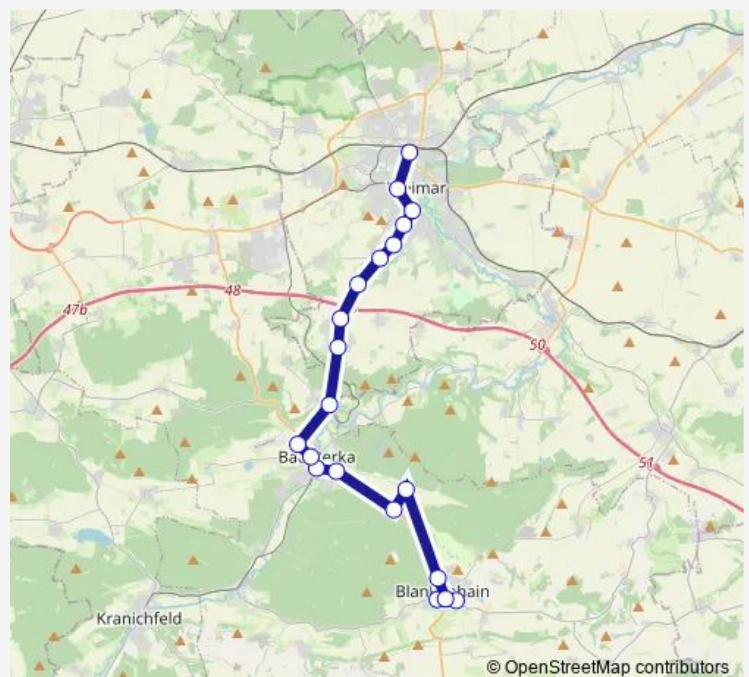 imar
48
47b
50
Ba erka
51
Blan hain
Kranichfeld
© OpenStreetMap contributors